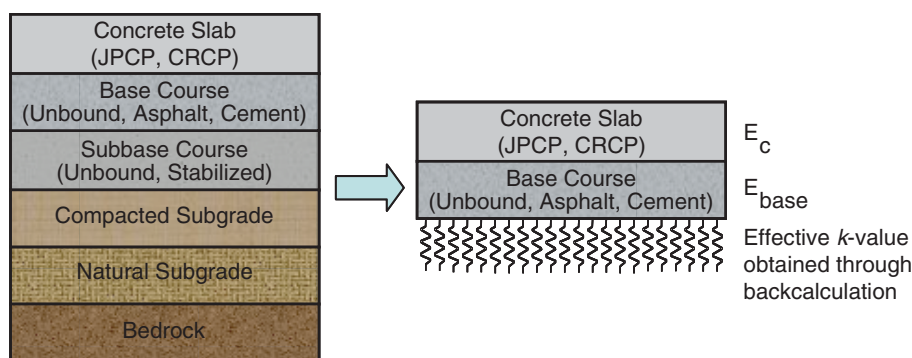 Concrete Slab
(JPCP, CRCP)
Base Course
(Unbound, Asphalt, Cement)
Subbase Course
(Unbound, Stabilized)
Compacted Subgrade
Natural Subgrade
Bedrock
Concrete Slab
(JPCP, CRCP)
Base Course
(Unbound, Asphalt, Cement)
E_c
E_base
Effective k-value
obtained through
backcalculation